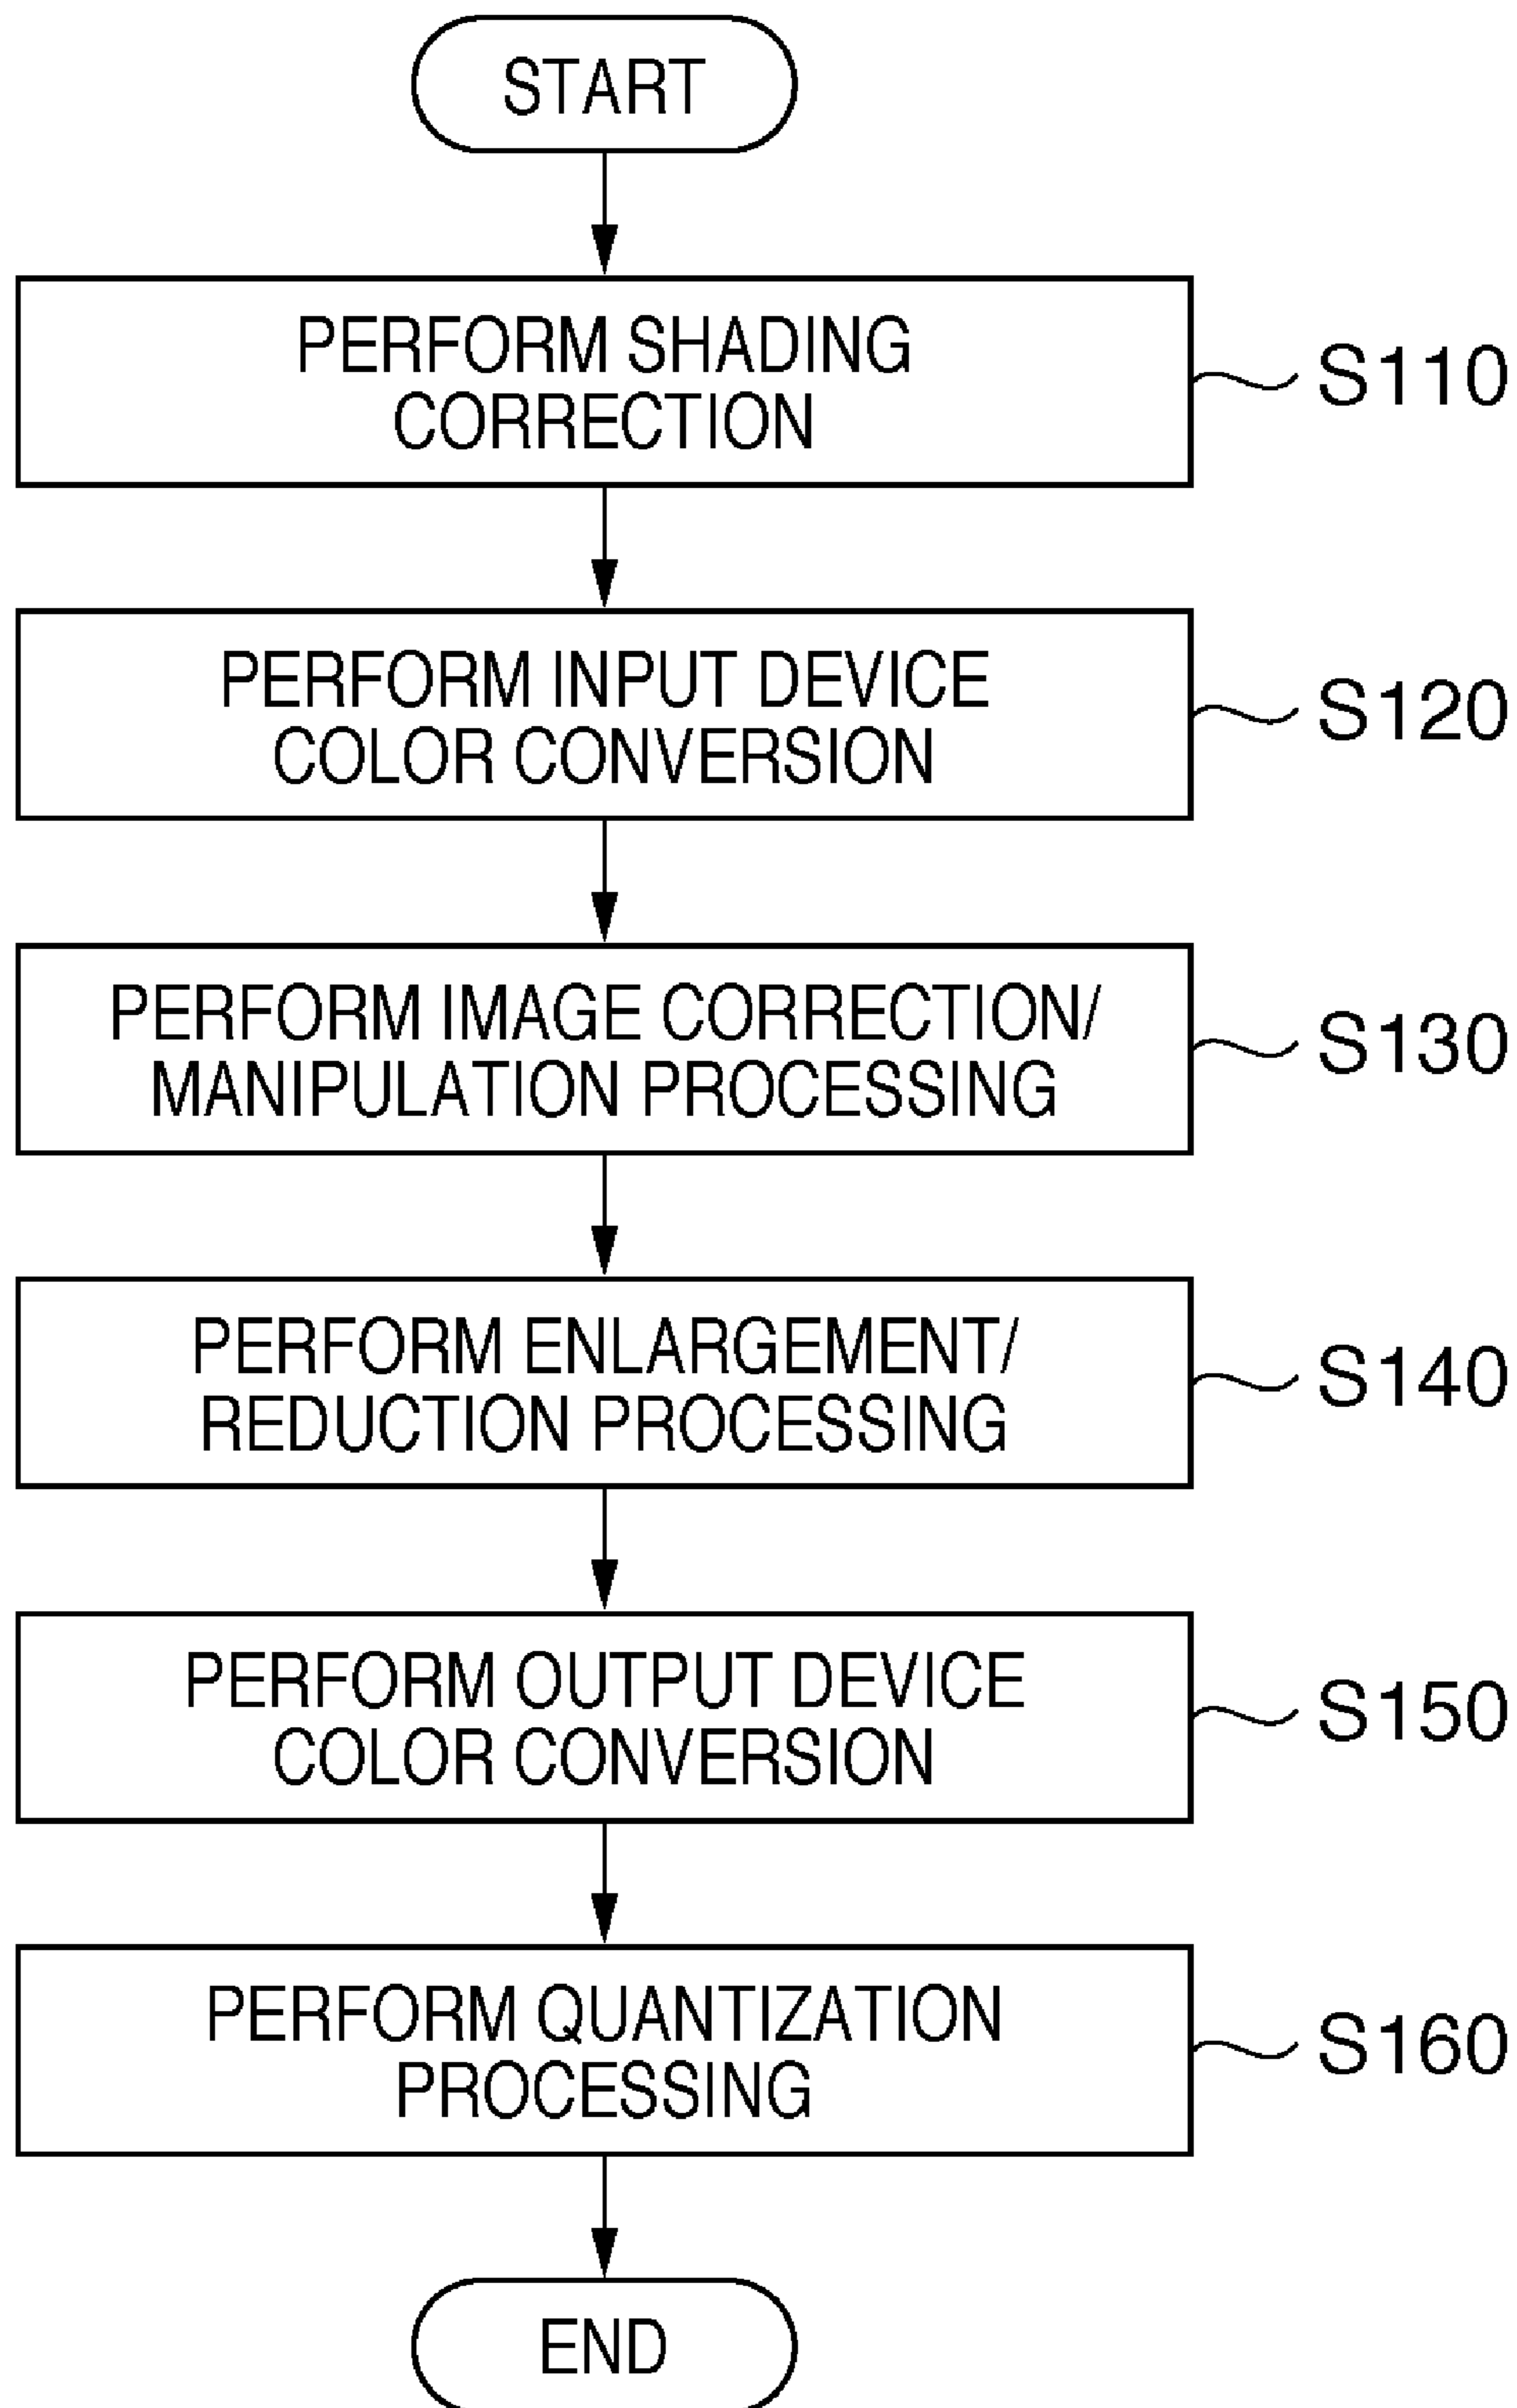 START
PERFORM SHADING
CORRECTION
S110
PERFORM INPUT DEVICE
COLOR CONVERSION
S120
PERFORM IMAGE CORRECTION/
MANIPULATION PROCESSING
S130
PERFORM ENLARGEMENT/
REDUCTION PROCESSING
S140
PERFORM OUTPUT DEVICE
COLOR CONVERSION
S150
PERFORM QUANTIZATION
PROCESSING
S160
END